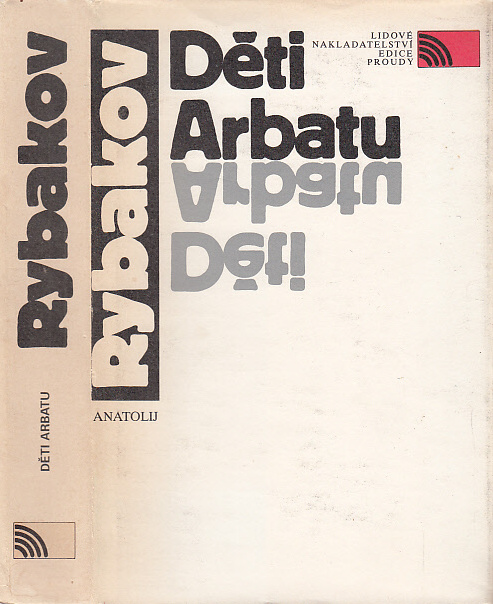 Rybakov
DĚTI ARBATU
Rybakov
ANATOLIJ
Děti
Arbatu
Arbatu
Děti
LIDOVÉ
NAKLADATELSTVÍ
EDICE
PROUDY